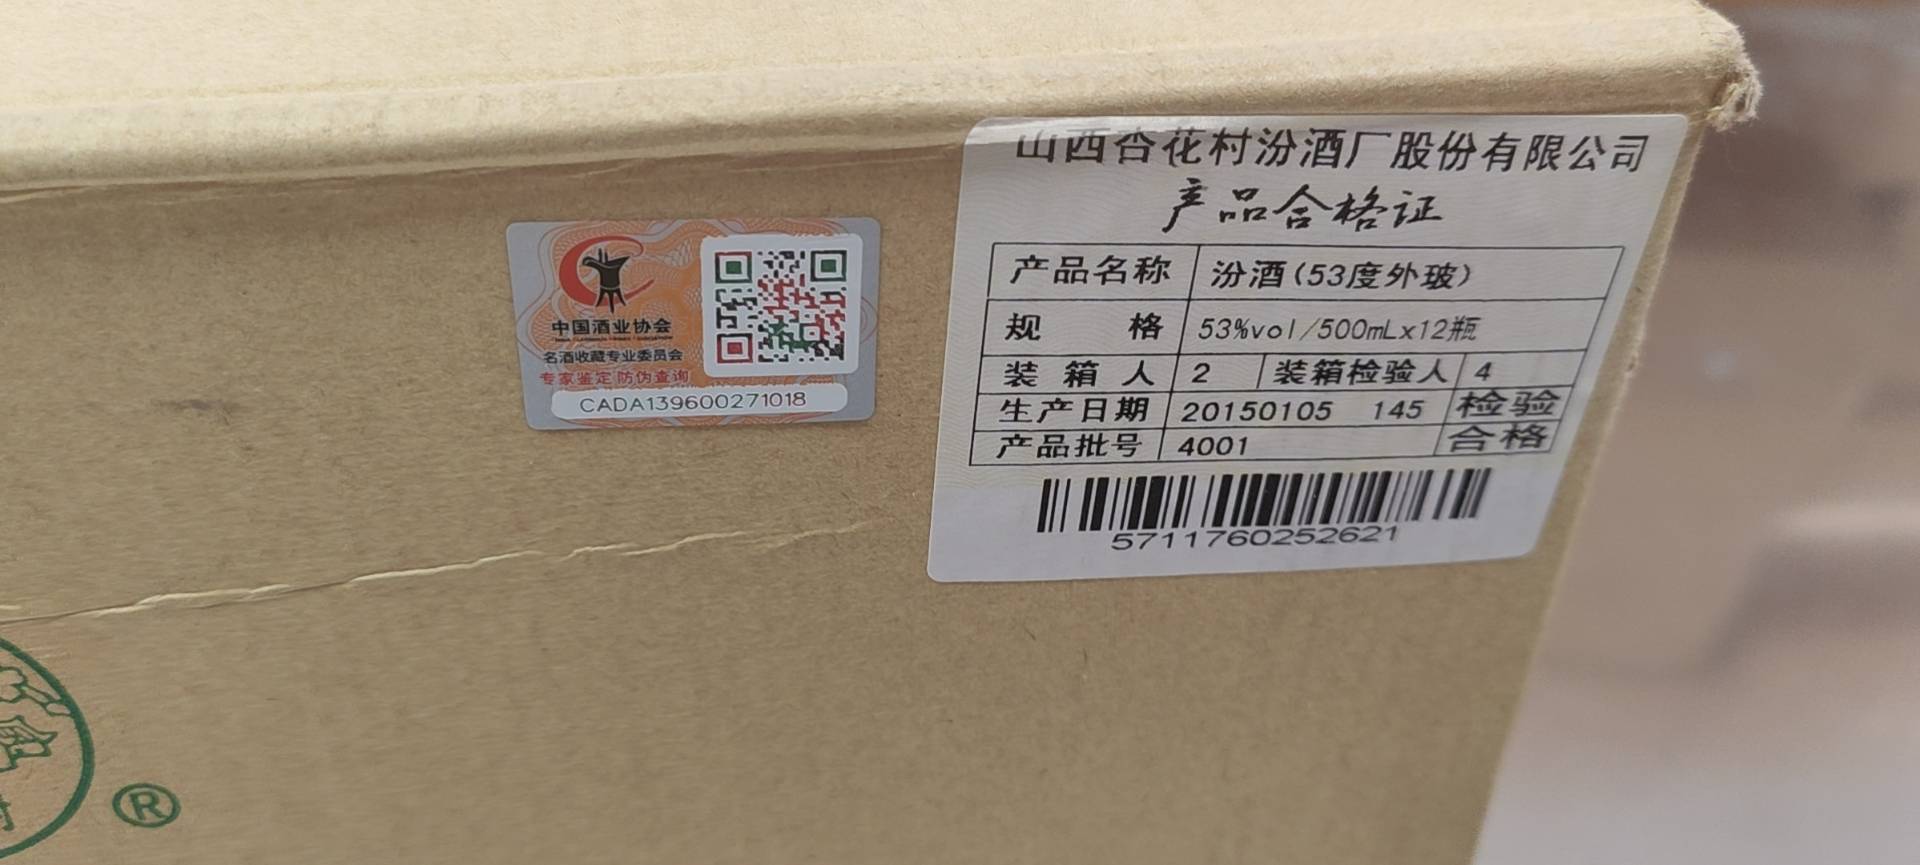 中国酒业协会
名酒收藏专业委员会
专家鉴定 防伪查询
CADA139600271018
山西杏花村汾酒厂股份有限公司
产品合格证
产品名称 汾酒(53度外玻)
规 格 53%vol/500mLx12瓶
装箱人 2 装箱检验人 4
生产日期 20150105 145 检验
产品批号 4001 合格
5711760252621
®